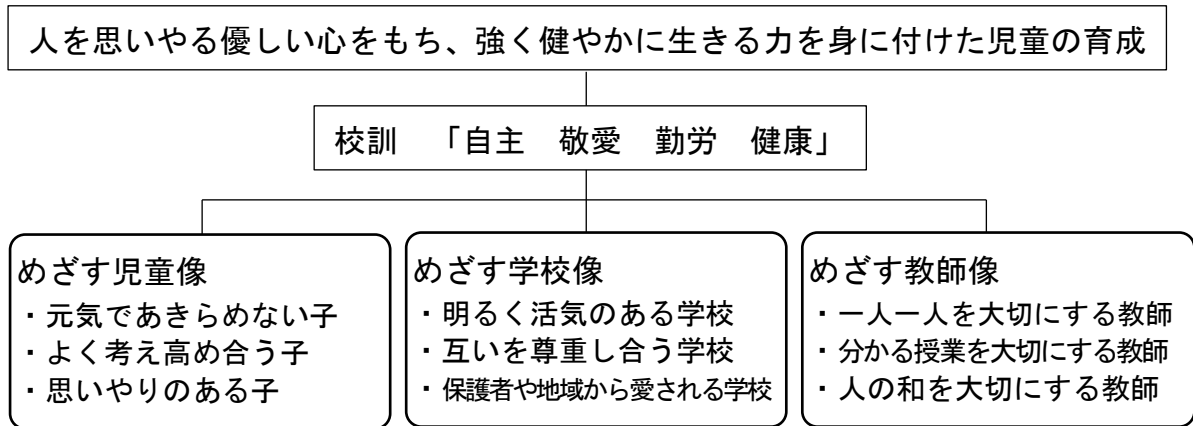 人を思いやる優しい心をもち、強く健やかに生きる力を身に付けた児童の育成
校訓　「自主　敬愛　勤労　健康」
めざす児童像
・元気であきらめない子
・よく考え高め合う子
・思いやりのある子
めざす学校像
・明るく活気のある学校
・互いを尊重し合う学校
・保護者や地域から愛される学校
めざす教師像
・一人一人を大切にする教師
・分かる授業を大切にする教師
・人の和を大切にする教師